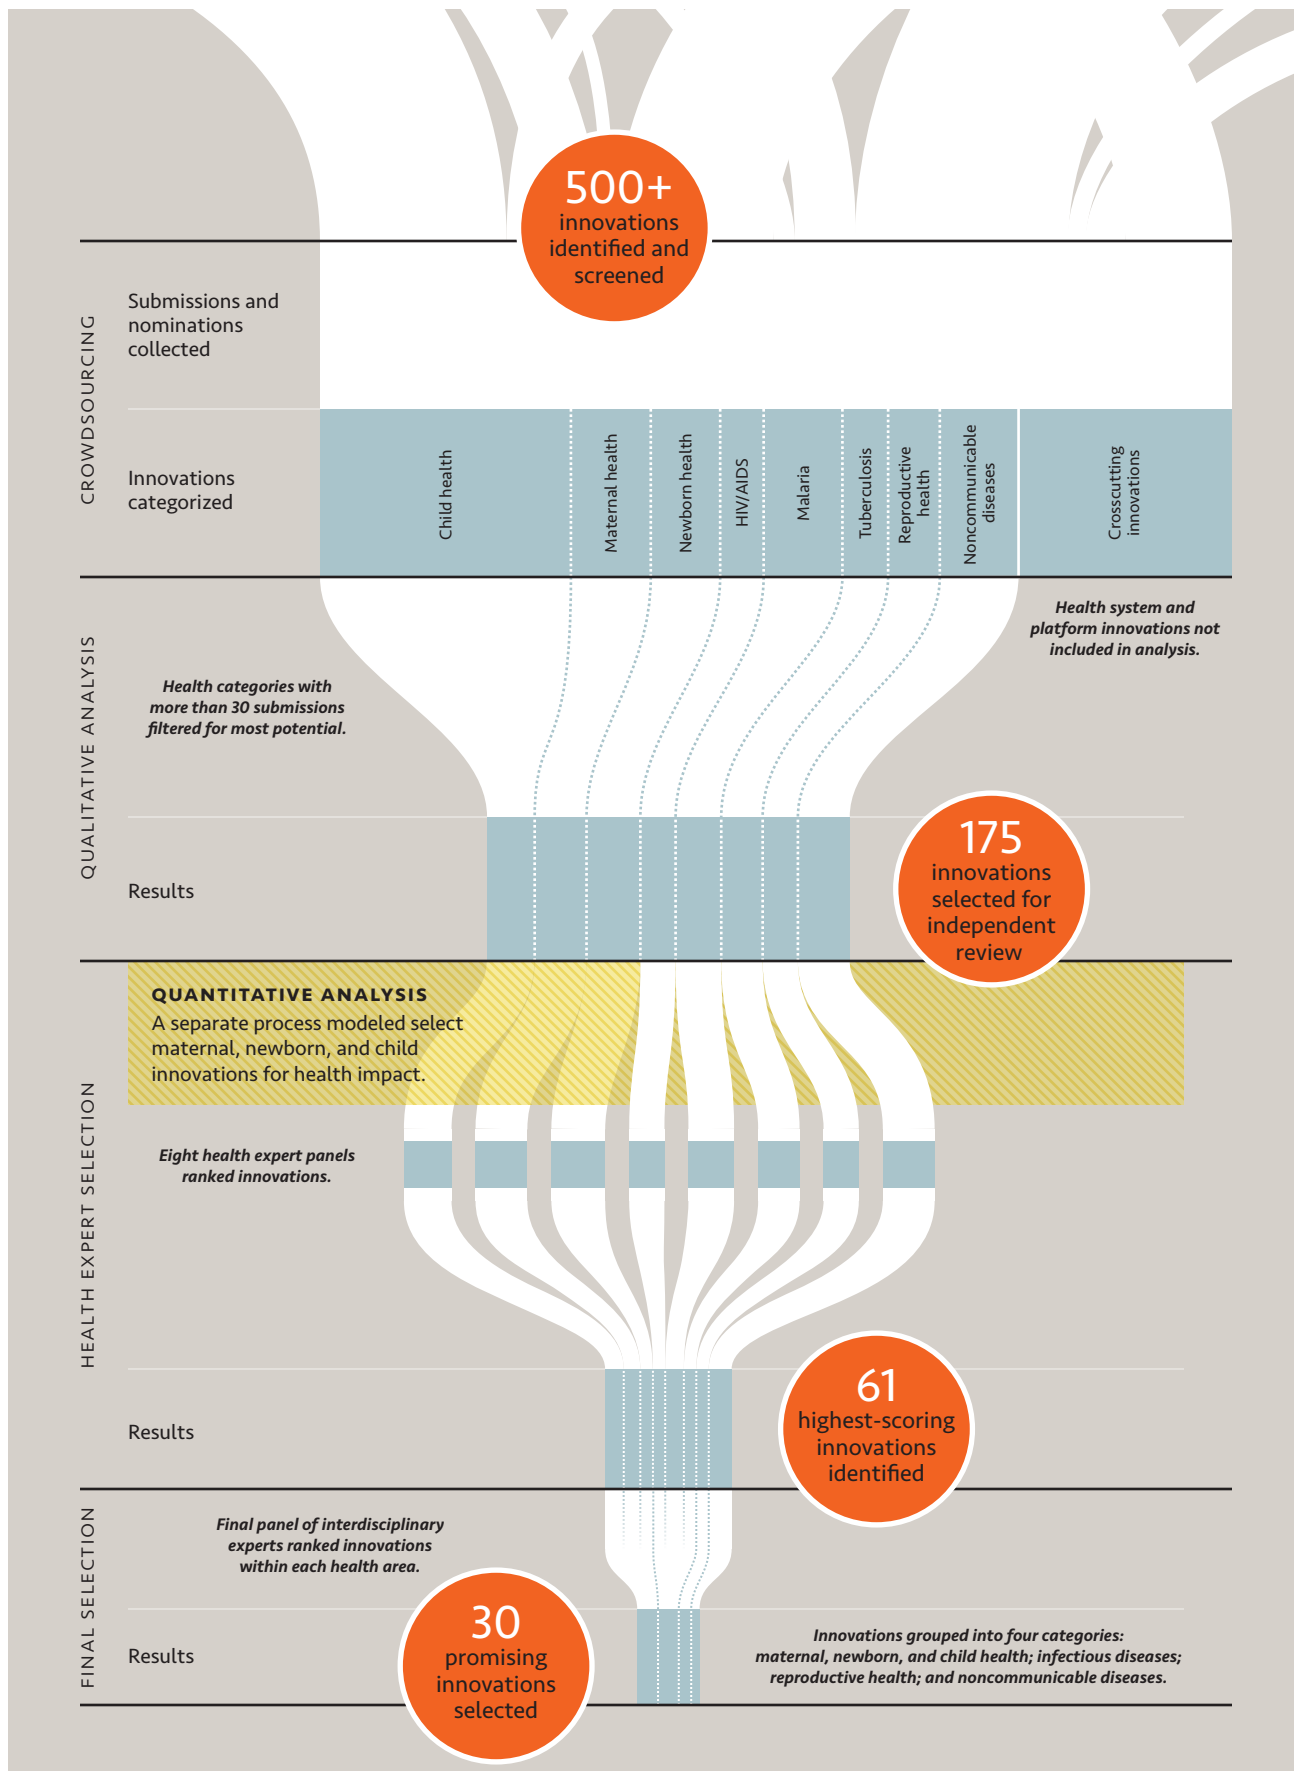 500+
innovations
identified and
screened
CROWDSOURCING
Submissions and
nominations
collected
Innovations
categorized
Child health
Maternal health
Newborn health
HIV/AIDS
Malaria
Tuberculosis
Reproductive
health
Noncommunicable
diseases
Crosscutting
innovations
QUALITATIVE ANALYSIS
Health system and
platform innovations not
included in analysis.
Health categories with
more than 30 submissions
filtered for most potential.
175
innovations
selected for
independent
review
Results
HEALTH EXPERT SELECTION
QUANTITATIVE ANALYSIS
A separate process modeled select
maternal, newborn, and child
innovations for health impact.
Eight health expert panels
ranked innovations.
61
highest-scoring
innovations
identified
Results
FINAL SELECTION
Final panel of interdisciplinary
experts ranked innovations
within each health area.
30
promising
innovations
selected
Results
Innovations grouped into four categories:
maternal, newborn, and child health; infectious diseases;
reproductive health; and noncommunicable diseases.